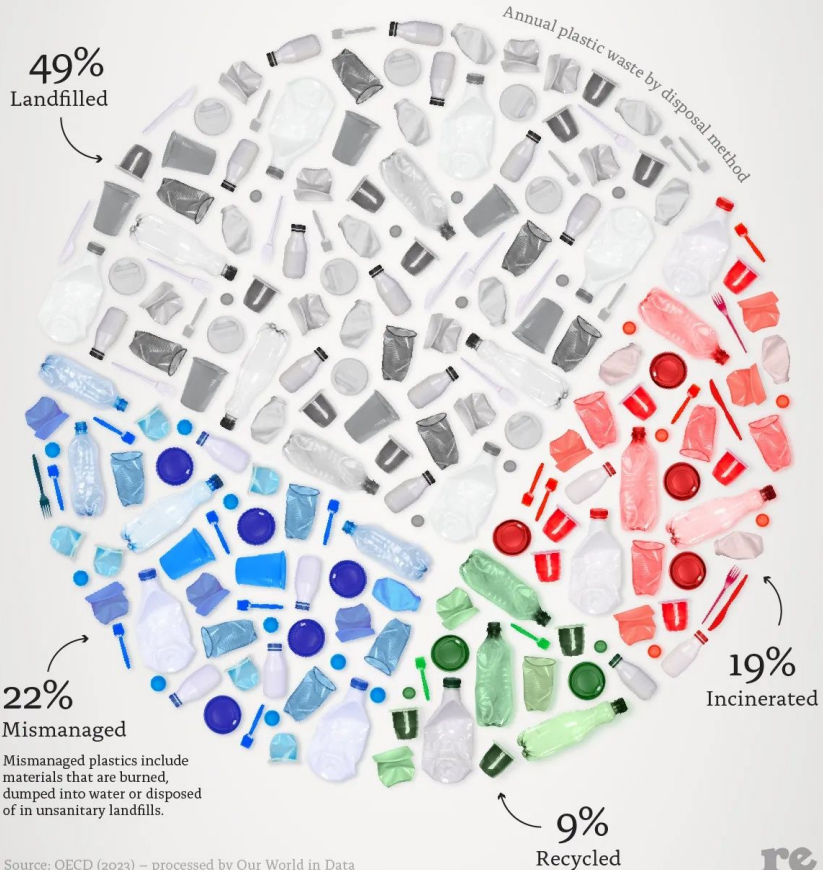 Annual plastic waste by disposal method
49%
Landfilled
19%
Incinerated
22%
Mismanaged
Mismanaged plastics include
materials that are burned,
dumped into water or disposed
of in unsanitary landfills.
9%
Recycled
Source: OECD (2023) – processed by Our World in Data
re